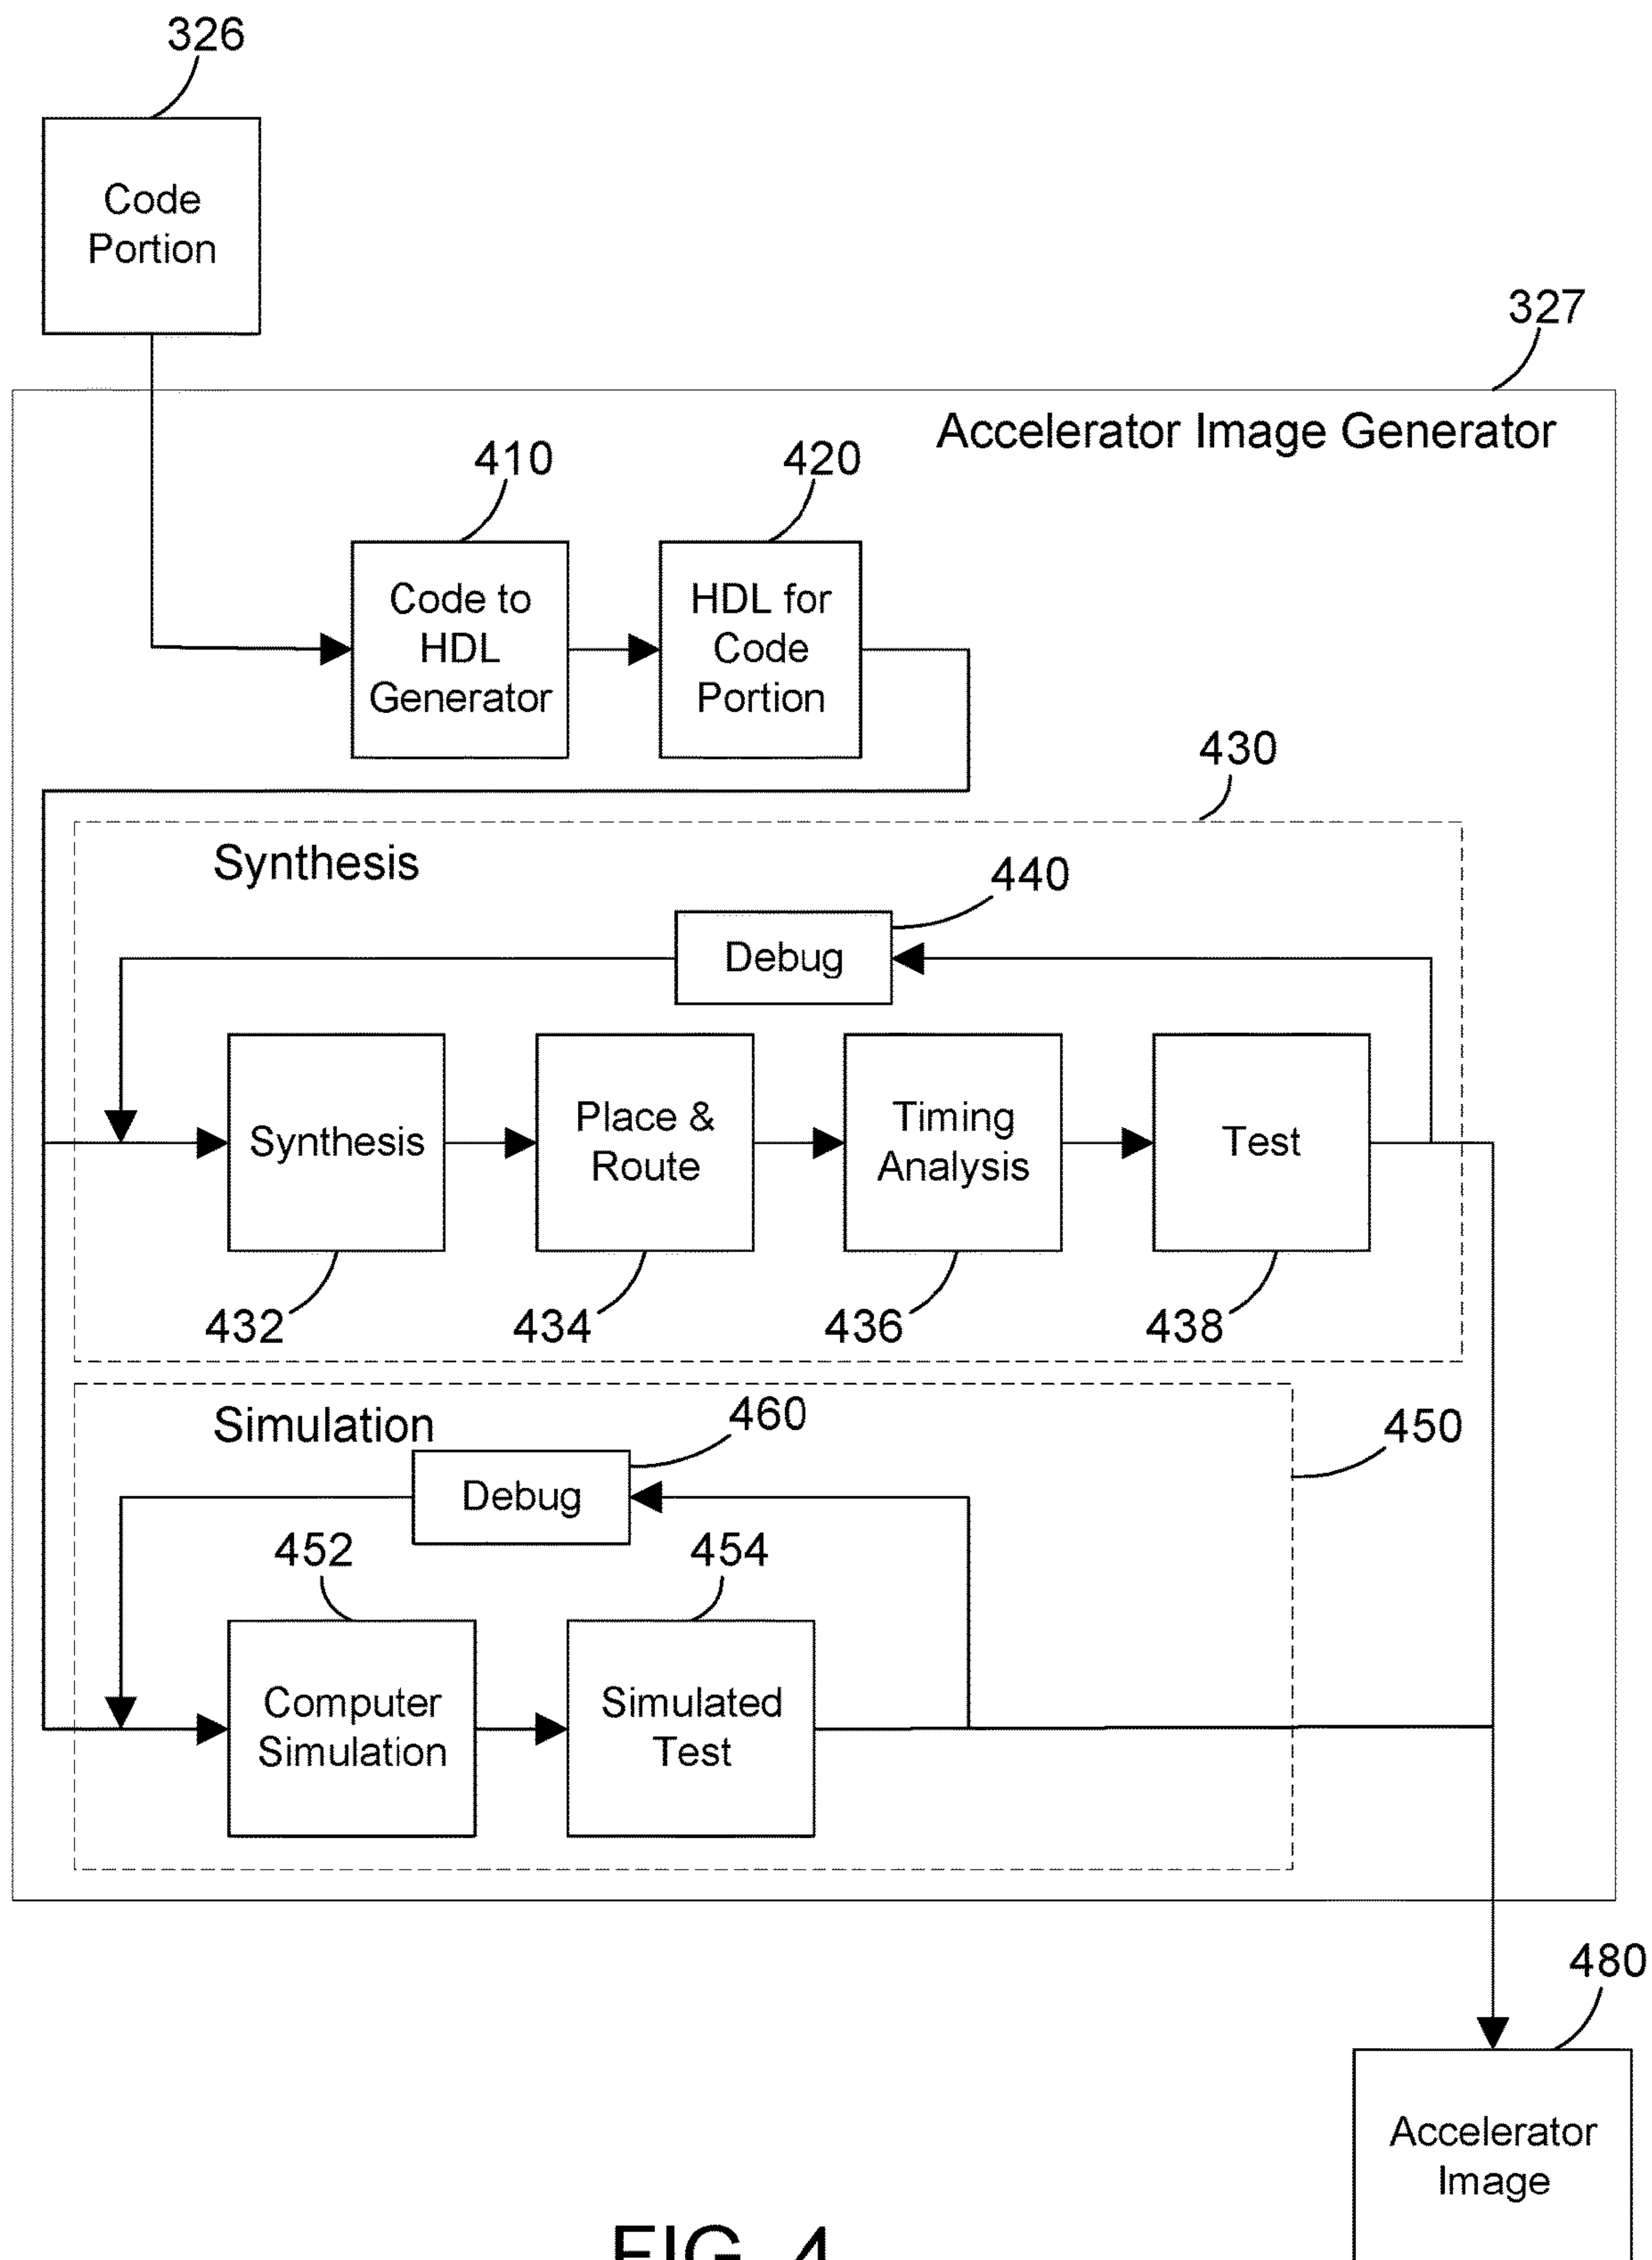 326
Code
Portion
327
Accelerator Image Generator
410
420
Code to
HDL
Generator
HDL for
Code
Portion
430
Synthesis
440
Debug
Synthesis
Place &
Route
Timing
Analysis
Test
432
434
436
438
Simulation
460
450
Debug
452
454
Computer
Simulation
Simulated
Test
480
Accelerator
Image
FIG. 4